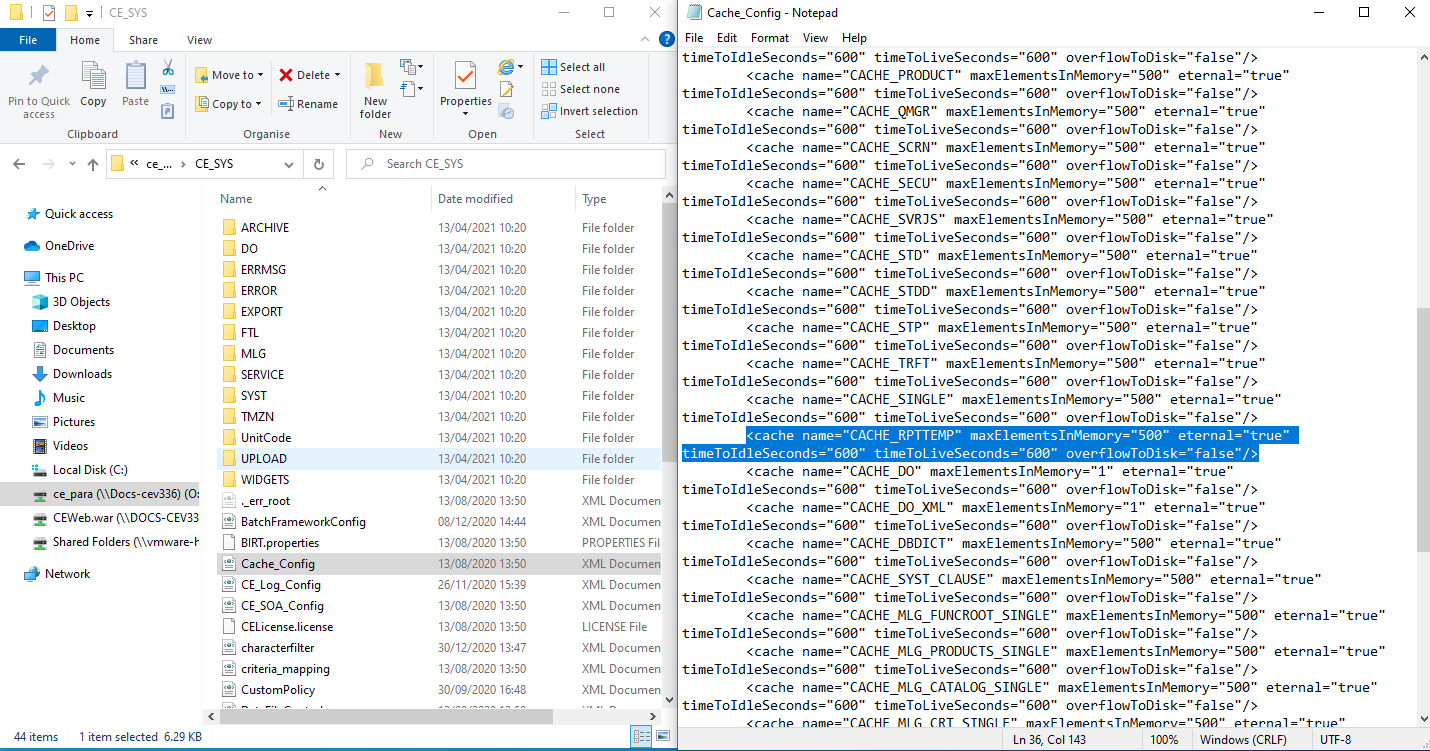 CE_SYS
File Home Share View
Pin to Quick access
Copy
Paste
Move to
Copy to
Delete
Rename
New folder
Properties
Open
Select all
Select none
Invert selection
Clipboard Organise New Open Select
« ce_... › CE_SYS
Search CE_SYS
Quick access
OneDrive
This PC
3D Objects
Desktop
Documents
Downloads
Music
Pictures
Videos
Local Disk (C:)
ce_para (\\Docs-cev336) (O:
CEWeb.war (\\DOCS-CEV33
Shared Folders (\\vmware-h
Network
Name Date modified Type
ARCHIVE 13/04/2021 10:20 File folder
DO 13/04/2021 10:20 File folder
ERRMSG 13/04/2021 10:20 File folder
ERROR 13/04/2021 10:20 File folder
EXPORT 13/04/2021 10:20 File folder
FTL 13/04/2021 10:20 File folder
MLG 13/04/2021 10:20 File folder
SERVICE 13/04/2021 10:20 File folder
SYST 13/04/2021 10:20 File folder
TMZN 13/04/2021 10:20 File folder
UnitCode 13/04/2021 10:20 File folder
UPLOAD 13/04/2021 10:20 File folder
WIDGETS 13/04/2021 10:20 File folder
._err_root 13/08/2020 13:50 XML Documen
BatchFrameworkConfig 08/12/2020 14:44 XML Documen
BIRT.properties 13/08/2020 13:50 PROPERTIES Fil
Cache_Config 13/08/2020 13:50 XML Documen
CE_Log_Config 26/11/2020 15:39 XML Documen
CE_SOA_Config 13/08/2020 13:50 XML Documen
CELicense.license 13/08/2020 13:50 LICENSE File
characterfilter 30/12/2020 13:47 XML Documen
criteria_mapping 13/08/2020 13:50 XML Documen
CustomPolicy 30/09/2020 16:48 XML Documen
44 items 1 item selected 6.29 KB
Cache_Config - Notepad
File Edit Format View Help
timeToIdleSeconds="600" timeToLiveSeconds="600" overflowToDisk="false"/>
<cache name="CACHE_PRODUCT" maxElementsInMemory="500" eternal="true"
timeToIdleSeconds="600" timeToLiveSeconds="600" overflowToDisk="false"/>
<cache name="CACHE_QMGR" maxElementsInMemory="500" eternal="true"
timeToIdleSeconds="600" timeToLiveSeconds="600" overflowToDisk="false"/>
<cache name="CACHE_SCRN" maxElementsInMemory="500" eternal="true"
timeToIdleSeconds="600" timeToLiveSeconds="600" overflowToDisk="false"/>
<cache name="CACHE_SECU" maxElementsInMemory="500" eternal="true"
timeToIdleSeconds="600" timeToLiveSeconds="600" overflowToDisk="false"/>
<cache name="CACHE_SVRJS" maxElementsInMemory="500" eternal="true"
timeToIdleSeconds="600" timeToLiveSeconds="600" overflowToDisk="false"/>
<cache name="CACHE_STD" maxElementsInMemory="500" eternal="true"
timeToIdleSeconds="600" timeToLiveSeconds="600" overflowToDisk="false"/>
<cache name="CACHE_STDD" maxElementsInMemory="500" eternal="true"
timeToIdleSeconds="600" timeToLiveSeconds="600" overflowToDisk="false"/>
<cache name="CACHE_STP" maxElementsInMemory="500" eternal="true"
timeToIdleSeconds="600" timeToLiveSeconds="600" overflowToDisk="false"/>
<cache name="CACHE_TRFT" maxElementsInMemory="500" eternal="true"
timeToIdleSeconds="600" timeToLiveSeconds="600" overflowToDisk="false"/>
<cache name="CACHE_SINGLE" maxElementsInMemory="500" eternal="true"
timeToIdleSeconds="600" timeToLiveSeconds="600" overflowToDisk="false"/>
<cache name="CACHE_RPTTEMP" maxElementsInMemory="500" eternal="true"
timeToIdleSeconds="600" timeToLiveSeconds="600" overflowToDisk="false"/>
<cache name="CACHE_DO" maxElementsInMemory="1" eternal="true"
timeToIdleSeconds="600" timeToLiveSeconds="600" overflowToDisk="false"/>
<cache name="CACHE_DO_XML" maxElementsInMemory="1" eternal="true"
timeToIdleSeconds="600" timeToLiveSeconds="600" overflowToDisk="false"/>
<cache name="CACHE_DBDICT" maxElementsInMemory="500" eternal="true"
timeToIdleSeconds="600" timeToLiveSeconds="600" overflowToDisk="false"/>
<cache name="CACHE_SYST_CLAUSE" maxElementsInMemory="500" eternal="true"
timeToIdleSeconds="600" timeToLiveSeconds="600" overflowToDisk="false"/>
<cache name="CACHE_MLG_FUNCROOT_SINGLE" maxElementsInMemory="500" eternal="true"
timeToIdleSeconds="600" timeToLiveSeconds="600" overflowToDisk="false"/>
<cache name="CACHE_MLG_PRODUCTS_SINGLE" maxElementsInMemory="500" eternal="true"
timeToIdleSeconds="600" timeToLiveSeconds="600" overflowToDisk="false"/>
<cache name="CACHE_MLG_CATALOG_SINGLE" maxElementsInMemory="500" eternal="true"
timeToIdleSeconds="600" timeToLiveSeconds="600" overflowToDisk="false"/>
<cache name="CACHE_MLG_CRT_SINGLE" maxElementsInMemory="500" eternal="true"
Ln 36, Col 143 100% Windows (CRLF) UTF-8